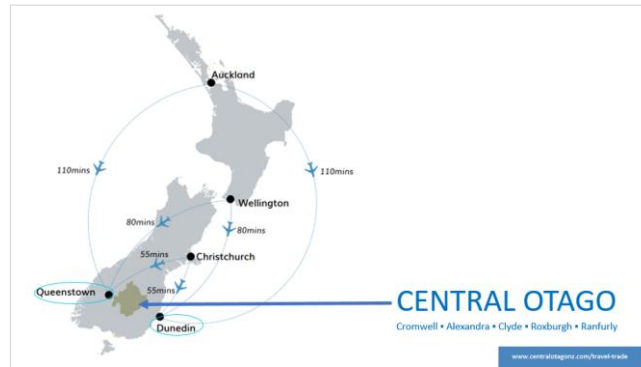 Auckland
110mins
110mins
Wellington
80mins
80mins
Christchurch
55mins
Queenstown
55mins
Dunedin
CENTRAL OTAGO
Cromwell • Alexandra • Clyde • Roxburgh • Ranfurly
www.centralotagonz.com/travel-trade